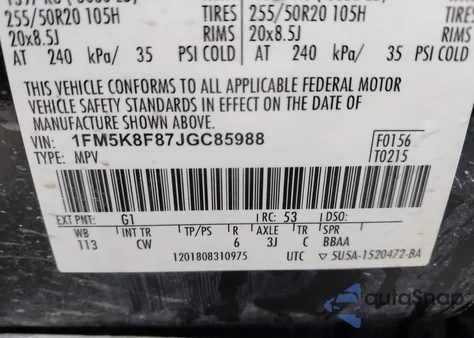 255/50R20 105H TIRES 255/50R20 105H TIRES
20x8.5J RIMS 20x8.5J RIMS
AT 240 kPa/ 35 PSI COLD AT 240 kPa/ 35 PSI COLD
THIS VEHICLE CONFORMS TO ALL APPLICABLE FEDERAL MOTOR
VEHICLE SAFETY STANDARDS IN EFFECT ON THE DATE OF
MANUFACTURE SHOWN ABOVE.
VIN: 1FM5K8F87JGC85988 F0156
TYPE: MPV T0215
EXT PNT: G1 RC: 53 DSO:
WB INT TR TP/PS R AXLE TR SPR
113 CW 6 3J C BBAA
1201808310975 UTC 5U5A-1520472-BA
autosnap